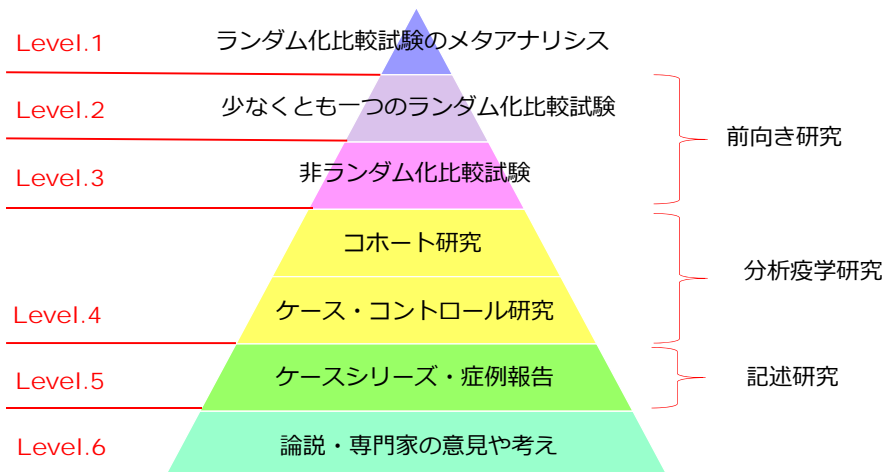 Level.1
ランダム化比較試験のメタアナリシス
Level.2
少なくとも一つのランダム化比較試験
前向き研究
Level.3
非ランダム化比較試験
コホート研究
分析疫学研究
Level.4
ケース・コントロール研究
Level.5
ケースシリーズ・症例報告
記述研究
Level.6
論説・専門家の意見や考え